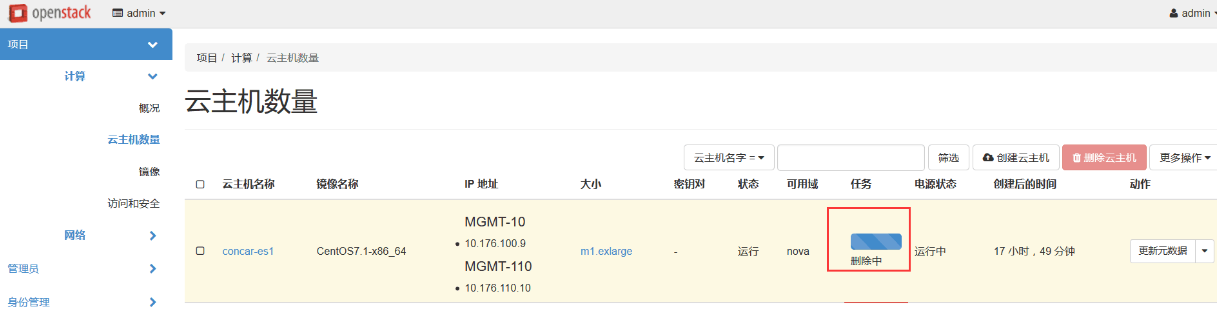 openstack
admin
admin
项目
计算
概况
云主机数量
镜像
访问和安全
网络
管理员
身份管理
项目 / 计算 / 云主机数量
云主机数量
云主机名字 =
筛选
创建云主机
删除云主机
更多操作
云主机名称 镜像名称 IP 地址 大小 密钥对 状态 可用域 任务 电源状态 创建后的时间 动作
concar-es1
CentOS7.1-x86_64
MGMT-10
10.176.100.9
MGMT-110
10.176.110.10
m1.exlarge
-
运行
nova
删除中
运行中
17 小时，49 分钟
更新元数据